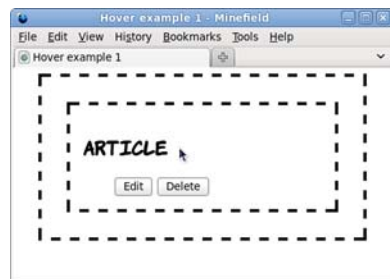 Hover example 1 - Minefield
File Edit View History Bookmarks Tools Help
Hover example 1
ARTICLE
Edit Delete